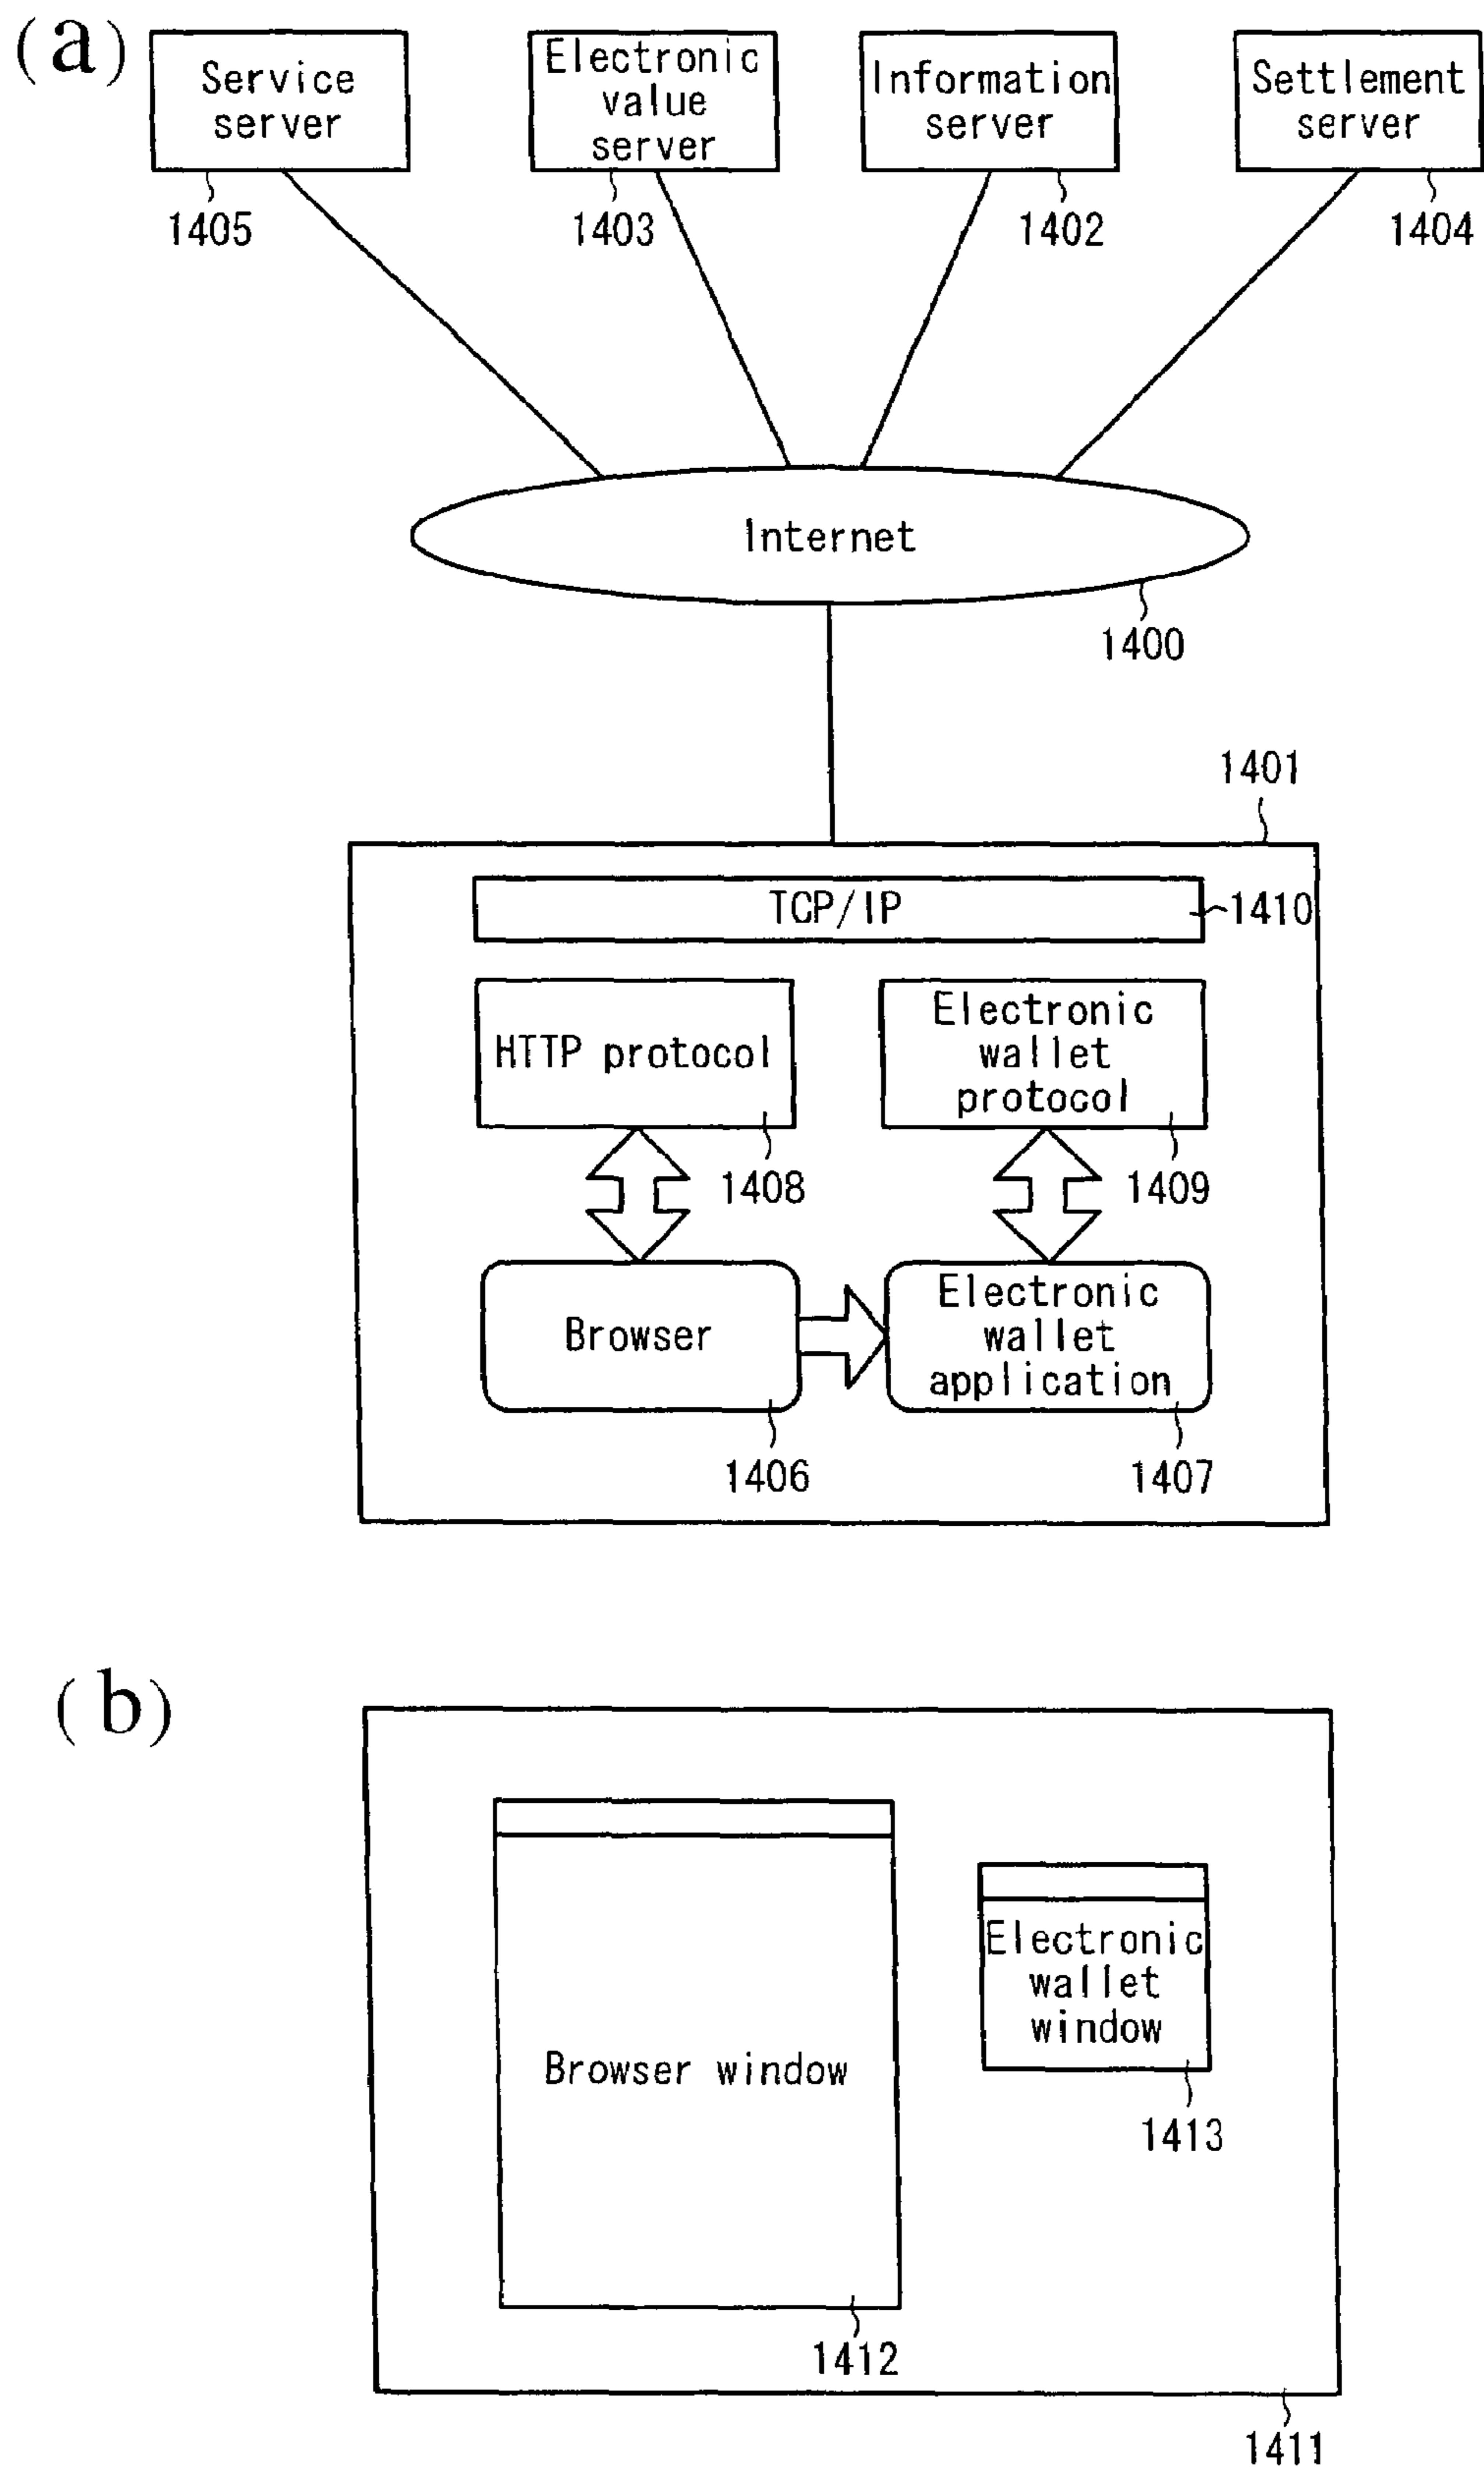 (a)
Service
server
1405
Electronic
value
server
1403
Information
server
1402
Settlement
server
1404
Internet
1400
1401
TCP/IP
1410
HTTP protocol
1408
Electronic
wallet
protocol
1409
Browser
1406
Electronic
wallet
application
1407
(b)
Browser window
1412
Electronic
wallet
window
1413
1411